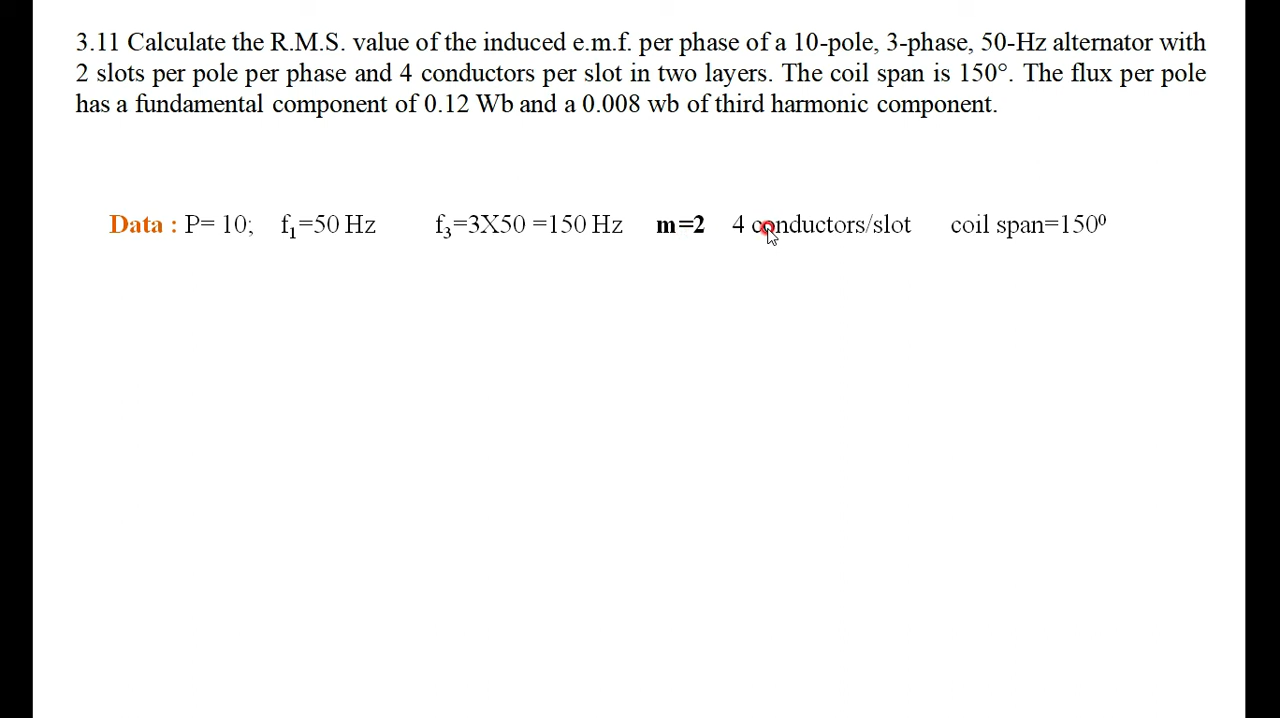 3.11 Calculate the R.M.S. value of the induced e.m.f. per phase of a 10-pole, 3-phase, 50-Hz alternator with
2 slots per pole per phase and 4 conductors per slot in two layers. The coil span is 150°. The flux per pole
has a fundamental component of 0.12 Wb and a 0.008 wb of third harmonic component.
Data : P= 10; f₁=50 Hz f₃=3X50 =150 Hz m=2 4 conductors/slot coil span=150⁰